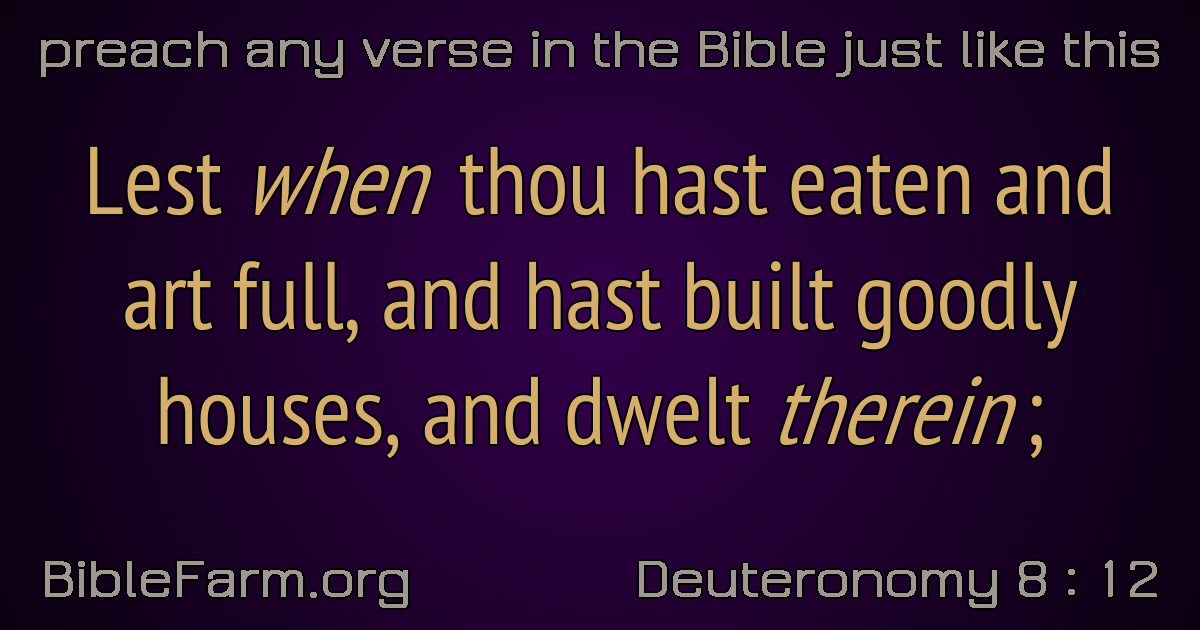 preach any verse in the Bible just like this
Lest when thou hast eaten and
art full, and hast built goodly
houses, and dwelt therein;
BibleFarm.org
Deuteronomy 8 : 12